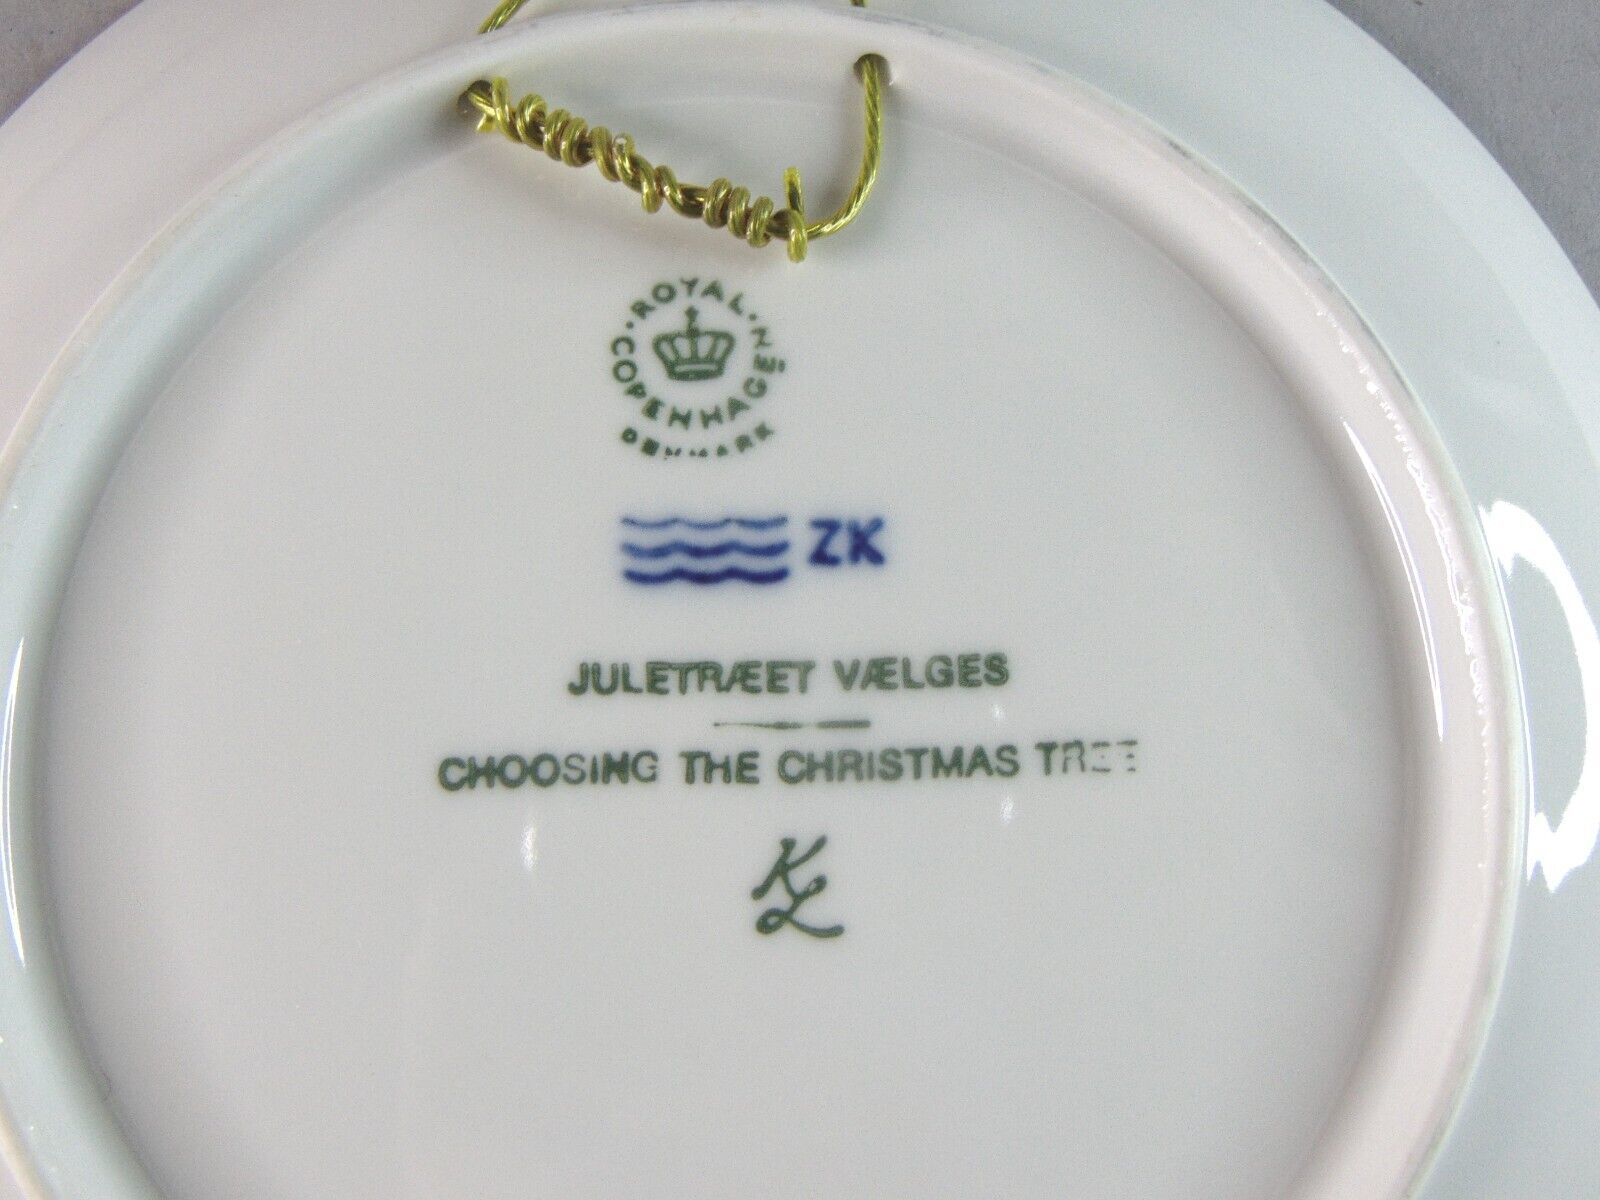 · ROYAL · COPENHAGEN
DENMARK
ZK
JULETRÆET VÆLGES
CHOOSING THE CHRISTMAS TREE
KL